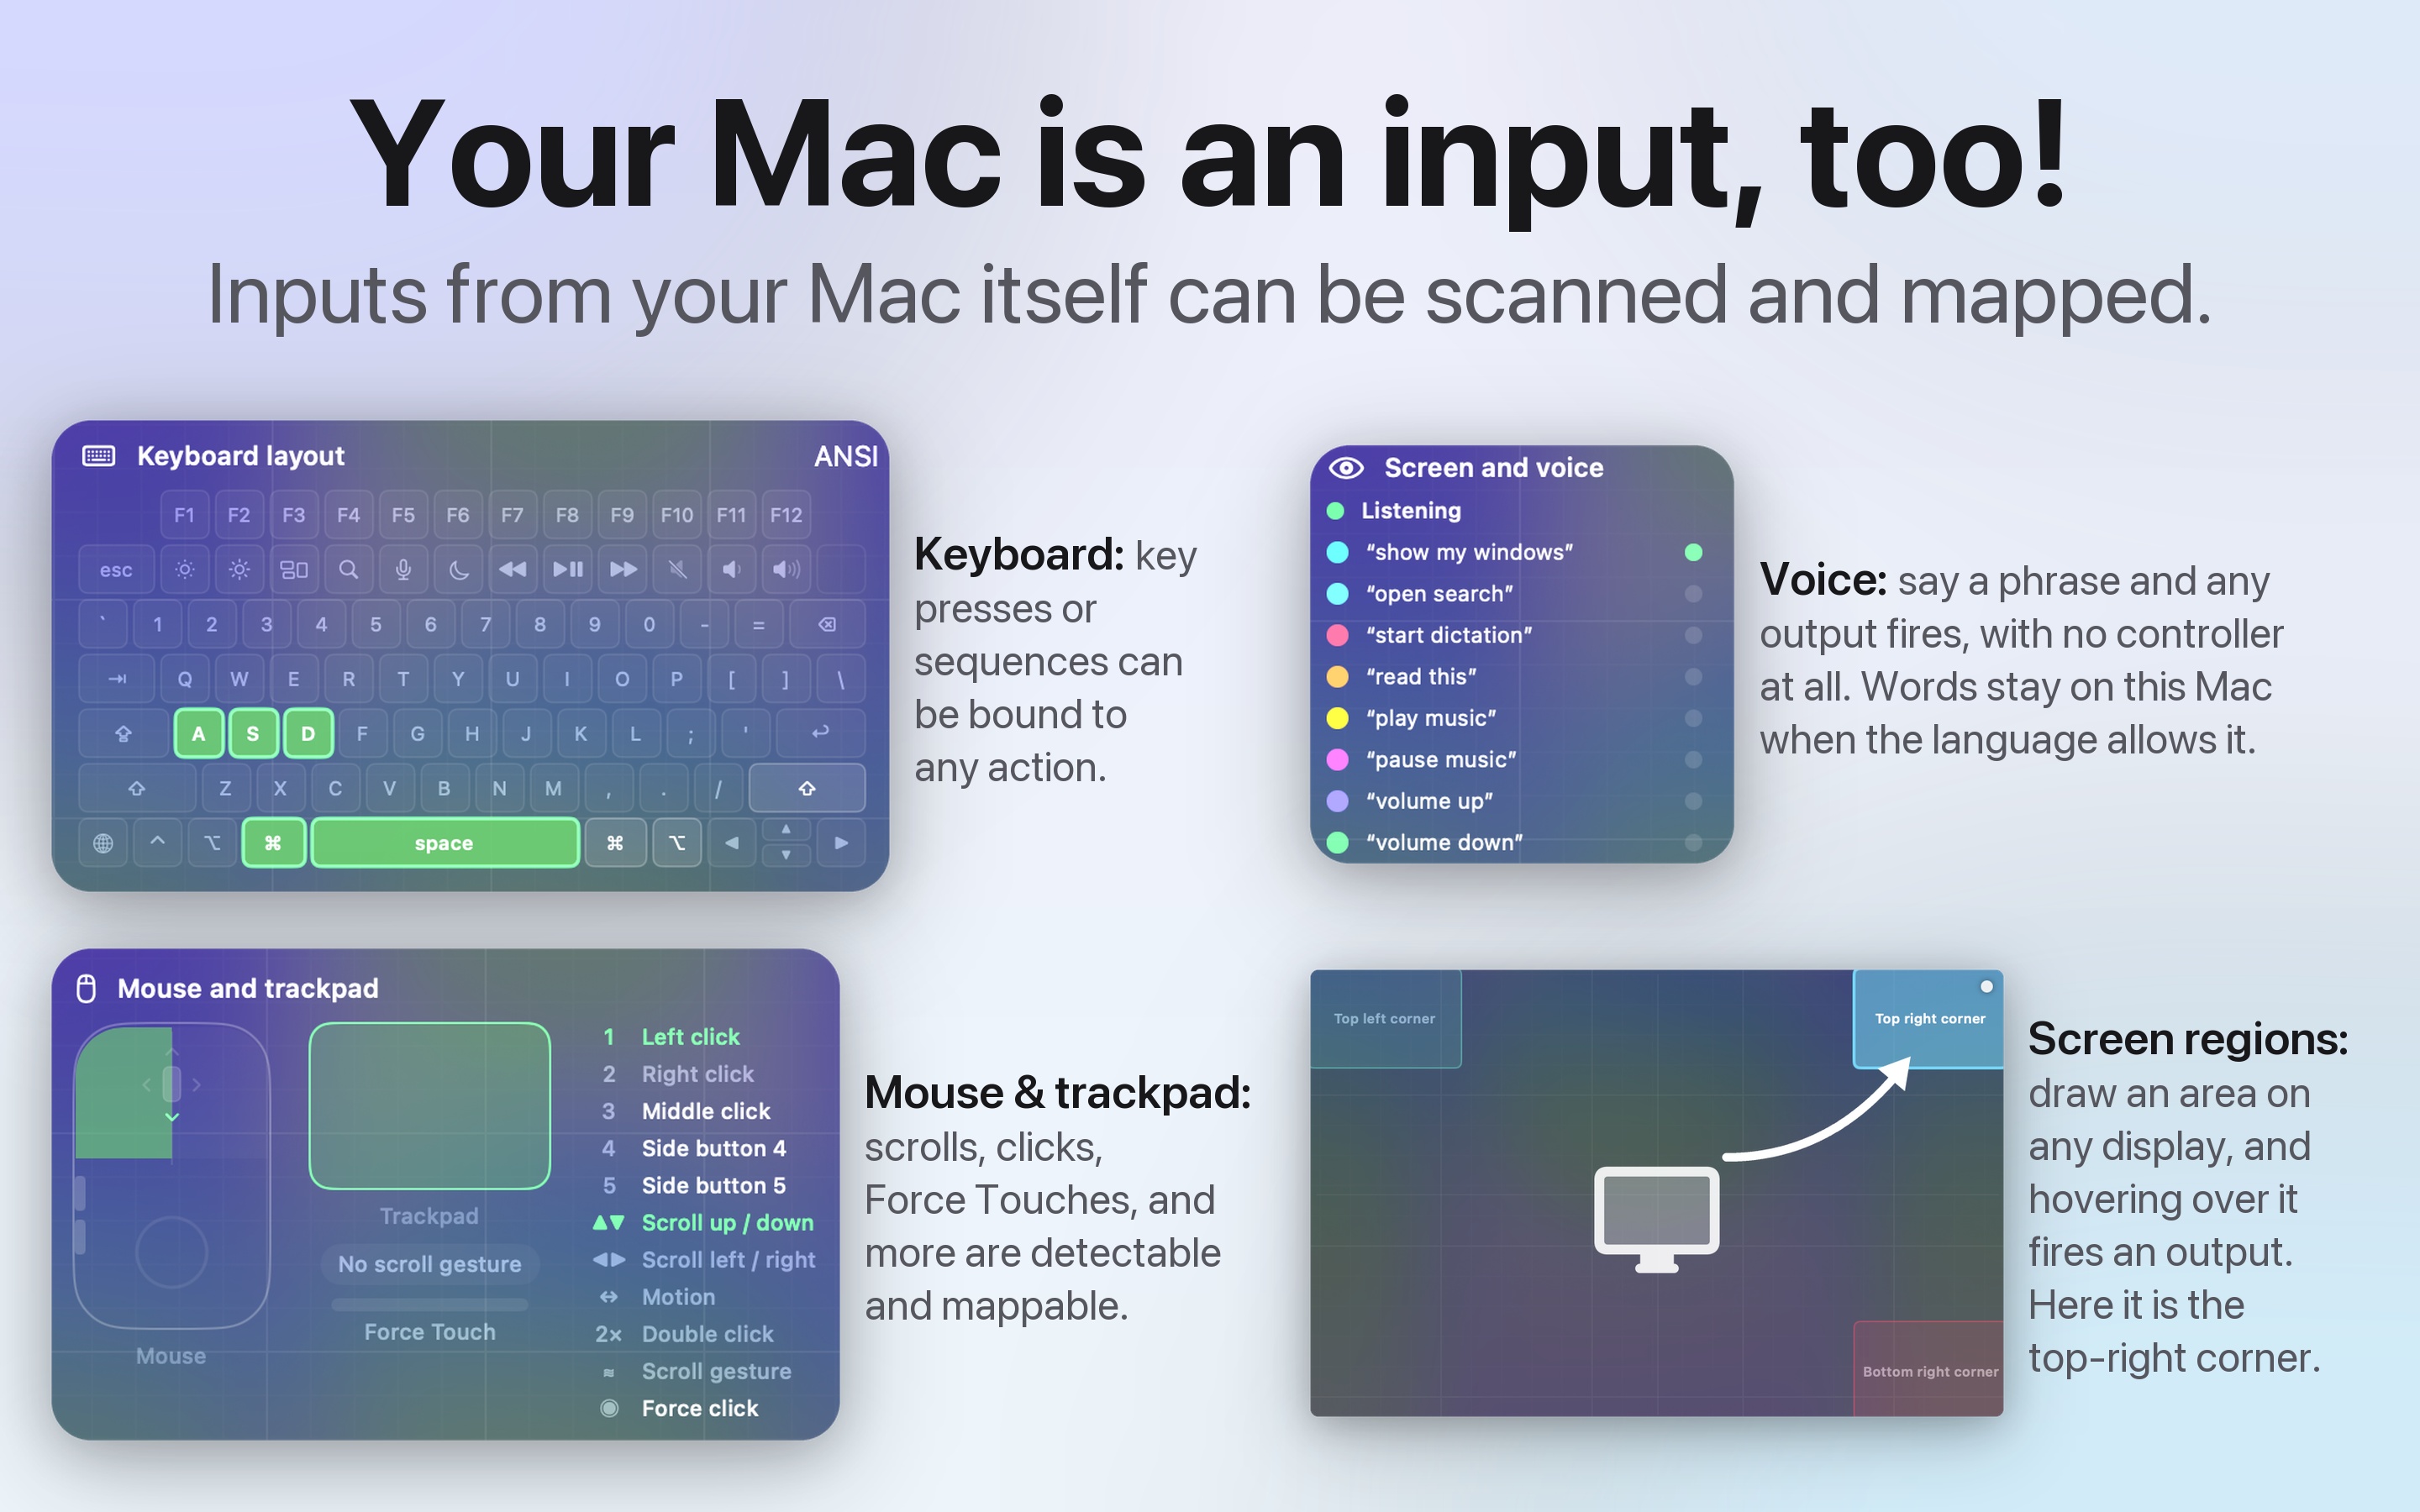 Your Mac is an input, too!
Inputs from your Mac itself can be scanned and mapped.
Keyboard layout
ANSI
F1 F2 F3 F4 F5 F6 F7 F8 F9 F10 F11 F12
esc
` 1 2 3 4 5 6 7 8 9 0 - =
Q W E R T Y U I O P [ ] \
A S D F G H J K L ; '
Z X C V B N M , . /
^ ⌥ ⌘ space ⌘ ⌥
Keyboard: key
presses or
sequences can
be bound to
any action.
Screen and voice
Listening
“show my windows”
“open search”
“start dictation”
“read this”
“play music”
“pause music”
“volume up”
“volume down”
Voice: say a phrase and any
output fires, with no controller
at all. Words stay on this Mac
when the language allows it.
Mouse and trackpad
Mouse
Trackpad
No scroll gesture
Force Touch
1 Left click
2 Right click
3 Middle click
4 Side button 4
5 Side button 5
▲▼ Scroll up / down
◀▶ Scroll left / right
↔ Motion
2× Double click
≈ Scroll gesture
◉ Force click
Mouse & trackpad:
scrolls, clicks,
Force Touches, and
more are detectable
and mappable.
Top left corner
Top right corner
Bottom right corner
Screen regions:
draw an area on
any display, and
hovering over it
fires an output.
Here it is the
top-right corner.